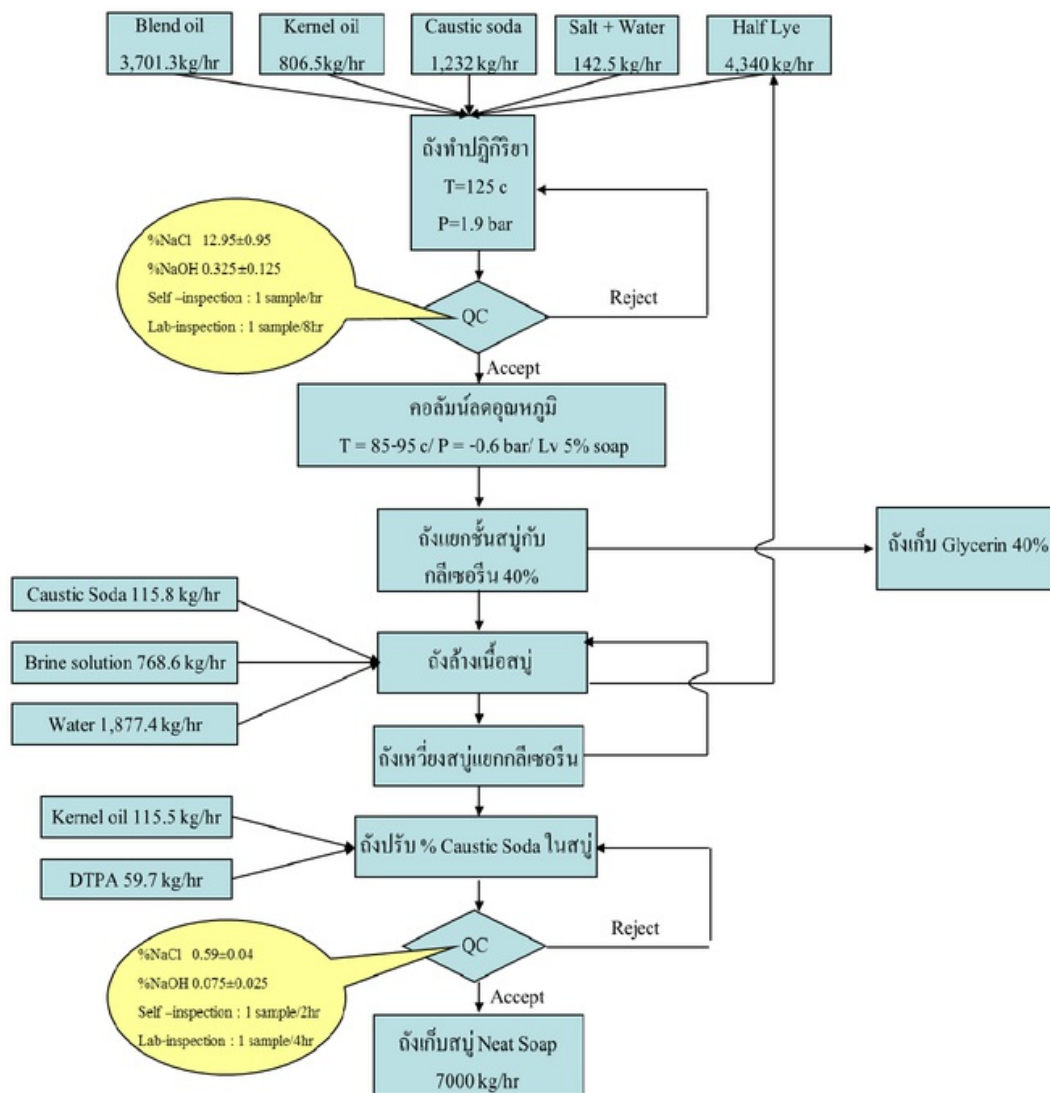 Blend oil
3,701.3kg/hr
Kernel oil
806.5kg/hr
Caustic soda
1,232 kg/hr
Salt + Water
142.5 kg/hr
Half Lye
4,340 kg/hr
ถังทำปฏิกิริยา
T=125 c
P=1.9 bar
%NaCl 12.95±0.95
%NaOH 0.325±0.125
Self –inspection : 1 sample/hr
Lab-inspection : 1 sample/8hr
QC
Reject
Accept
คอลัมน์ลดอุณหภูมิ
T = 85-95 c/ P = -0.6 bar/ Lv 5% soap
ถังแยกชั้นสบู่กับ
กลีเซอรีน 40%
ถังเก็บ Glycerin 40%
Caustic Soda 115.8 kg/hr
Brine solution 768.6 kg/hr
Water 1,877.4 kg/hr
ถังล้างเนื้อสบู่
ถังเหวี่ยงสบู่แยกกลีเซอรีน
Kernel oil 115.5 kg/hr
DTPA 59.7 kg/hr
ถังปรับ % Caustic Soda ในสบู่
%NaCl 0.59±0.04
%NaOH 0.075±0.025
Self –inspection : 1 sample/2hr
Lab-inspection : 1 sample/4hr
QC
Reject
Accept
ถังเก็บสบู่ Neat Soap
7000 kg/hr